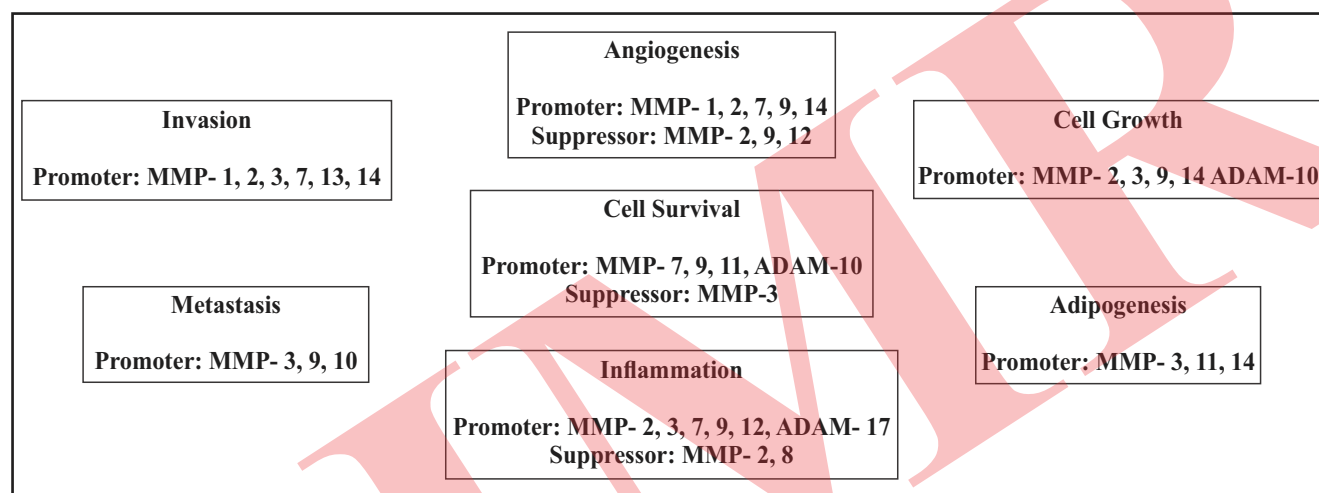 Angiogenesis
Promoter: MMP- 1, 2, 7, 9, 14
Suppressor: MMP- 2, 9, 12
Invasion
Promoter: MMP- 1, 2, 3, 7, 13, 14
Cell Growth
Promoter: MMP- 2, 3, 9, 14 ADAM-10
Cell Survival
Promoter: MMP- 7, 9, 11, ADAM-10
Suppressor: MMP-3
Metastasis
Promoter: MMP- 3, 9, 10
Adipogenesis
Promoter: MMP- 3, 11, 14
Inflammation
Promoter: MMP- 2, 3, 7, 9, 12, ADAM- 17
Suppressor: MMP- 2, 8
IMR